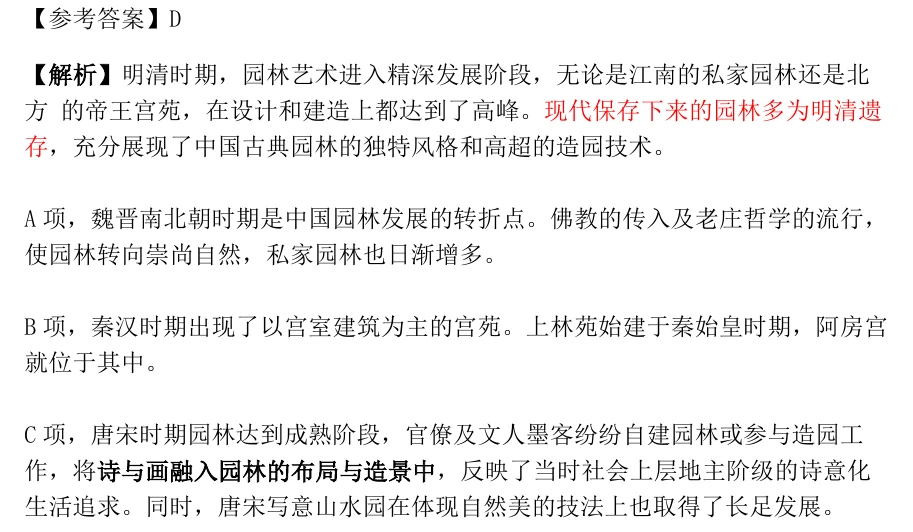 【参考答案】D
【解析】明清时期，园林艺术进入精深发展阶段，无论是江南的私家园林还是北
方 的帝王宫苑，在设计和建造上都达到了高峰。现代保存下来的园林多为明清遗
存，充分展现了中国古典园林的独特风格和高超的造园技术。
A 项，魏晋南北朝时期是中国园林发展的转折点。佛教的传入及老庄哲学的流行，
使园林转向崇尚自然，私家园林也日渐增多。
B 项，秦汉时期出现了以宫室建筑为主的宫苑。上林苑始建于秦始皇时期，阿房宫
就位于其中。
C 项，唐宋时期园林达到成熟阶段，官僚及文人墨客纷纷自建园林或参与造园工
作，将诗与画融入园林的布局与造景中，反映了当时社会上层地主阶级的诗意化
生活追求。同时，唐宋写意山水园在体现自然美的技法上也取得了长足发展。